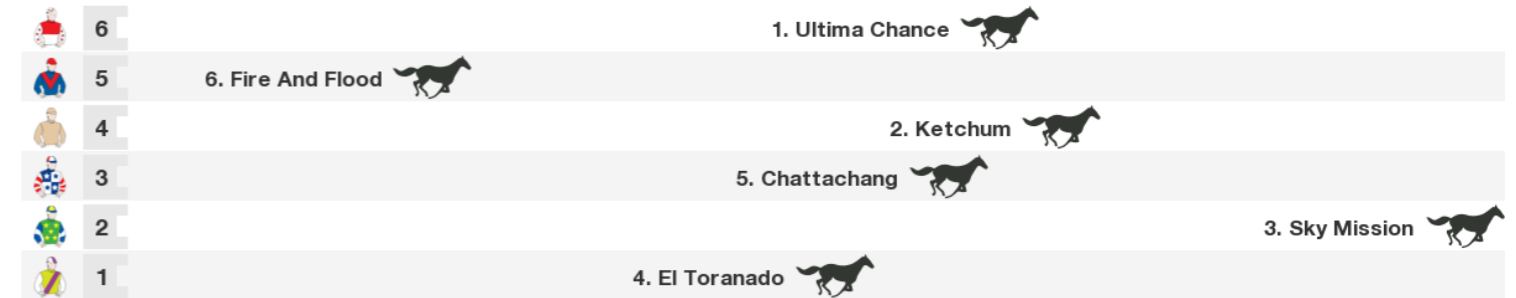 6 1. Ultima Chance
5 6. Fire And Flood
4 2. Ketchum
3 5. Chattachang
2 3. Sky Mission
1 4. El Toranado